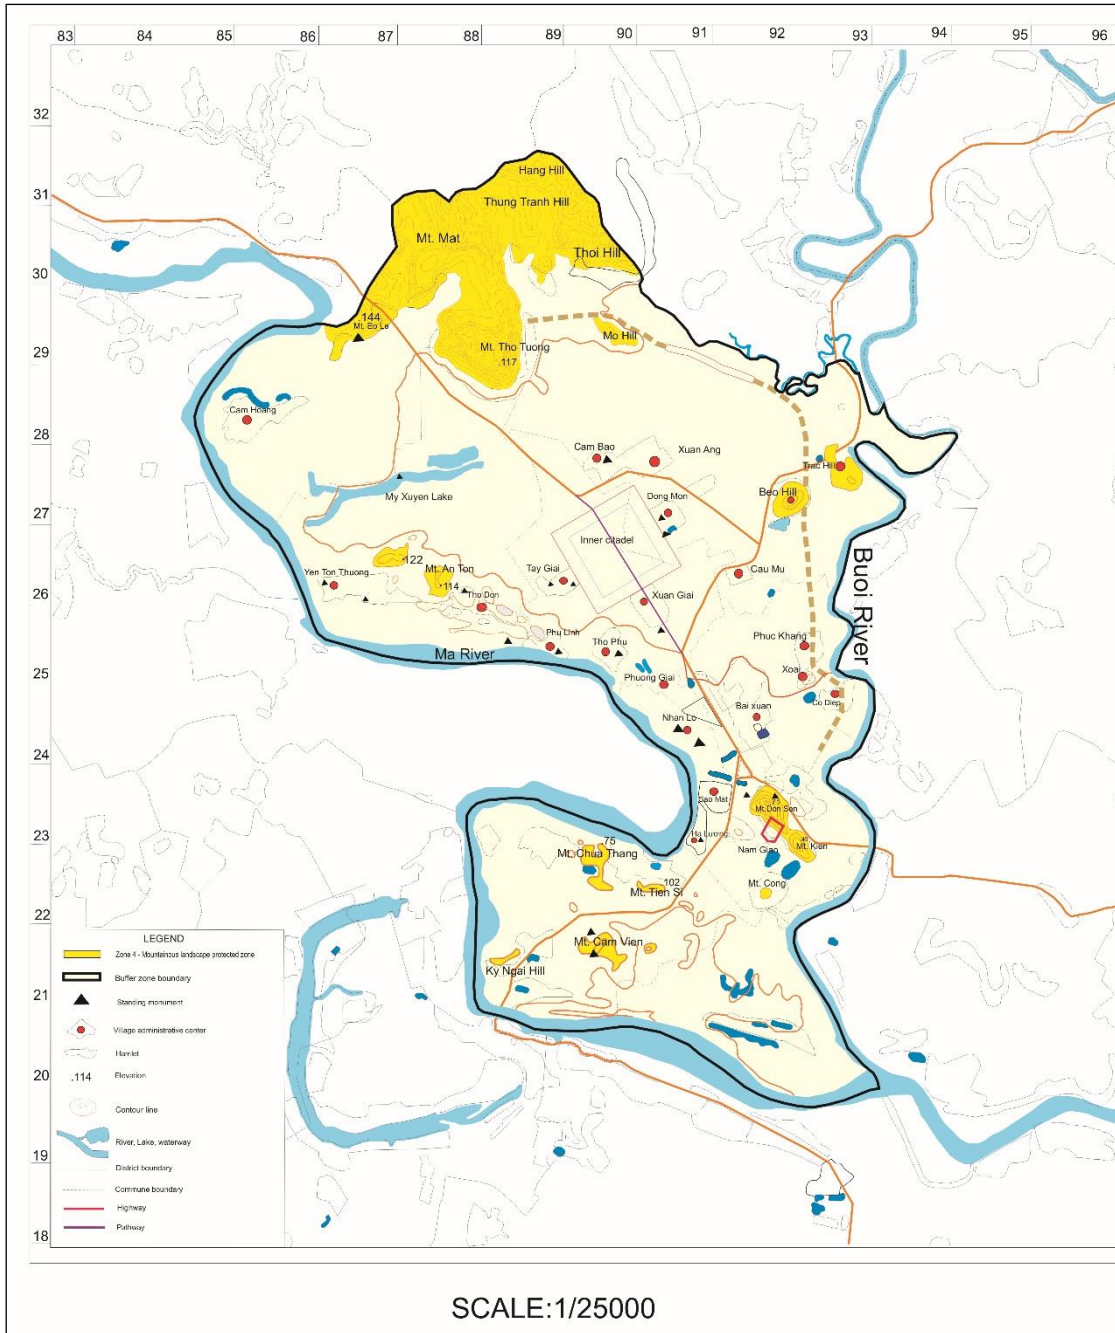 83 84 85 86 87 88 89 90 91 92 93 94 95 96
32
31
30
29
28
27
26
25
24
23
22
21
20
19
18
Hang Hill
Thung Tranh Hill
Mt. Mat
Thoi Hill
.144
Mt. Eo Le
Mt. Tho Tuong
.117
Mo Hill
Cam Hoang
Cam Bao
Xuan Ang
Trac Hill
Beo Hill
My Xuyen Lake
Dong Mon
Inner citadel
Buoi River
Yen Ton Thuong
.122
Mt. An Ton
.114
Tho Don
Tay Giai
Cau Mu
Xuan Giai
Phu Linh
Tho Phu
Phuc Khang
Ma River
Xoai
Phuong Giai
Co Diep
Nhan Lo
Bai xuan
Bao Mat
Mt. Don Son
Ha Luong
Nam Giao
Mt. Kien
.75
Mt. Chua Thang
.102
Mt. Tien Si
Mt. Cong
Mt. Cam Vien
Ky Ngai Hill
LEGEND
Zone 4 - Mountainous landscape protected zone
Buffer zone boundary
Standing monument
Village administrative center
Hamlet
.114 Elevation
Contour line
River, Lake, waterway
District boundary
Commune boundary
Highway
Pathway
SCALE:1/25000